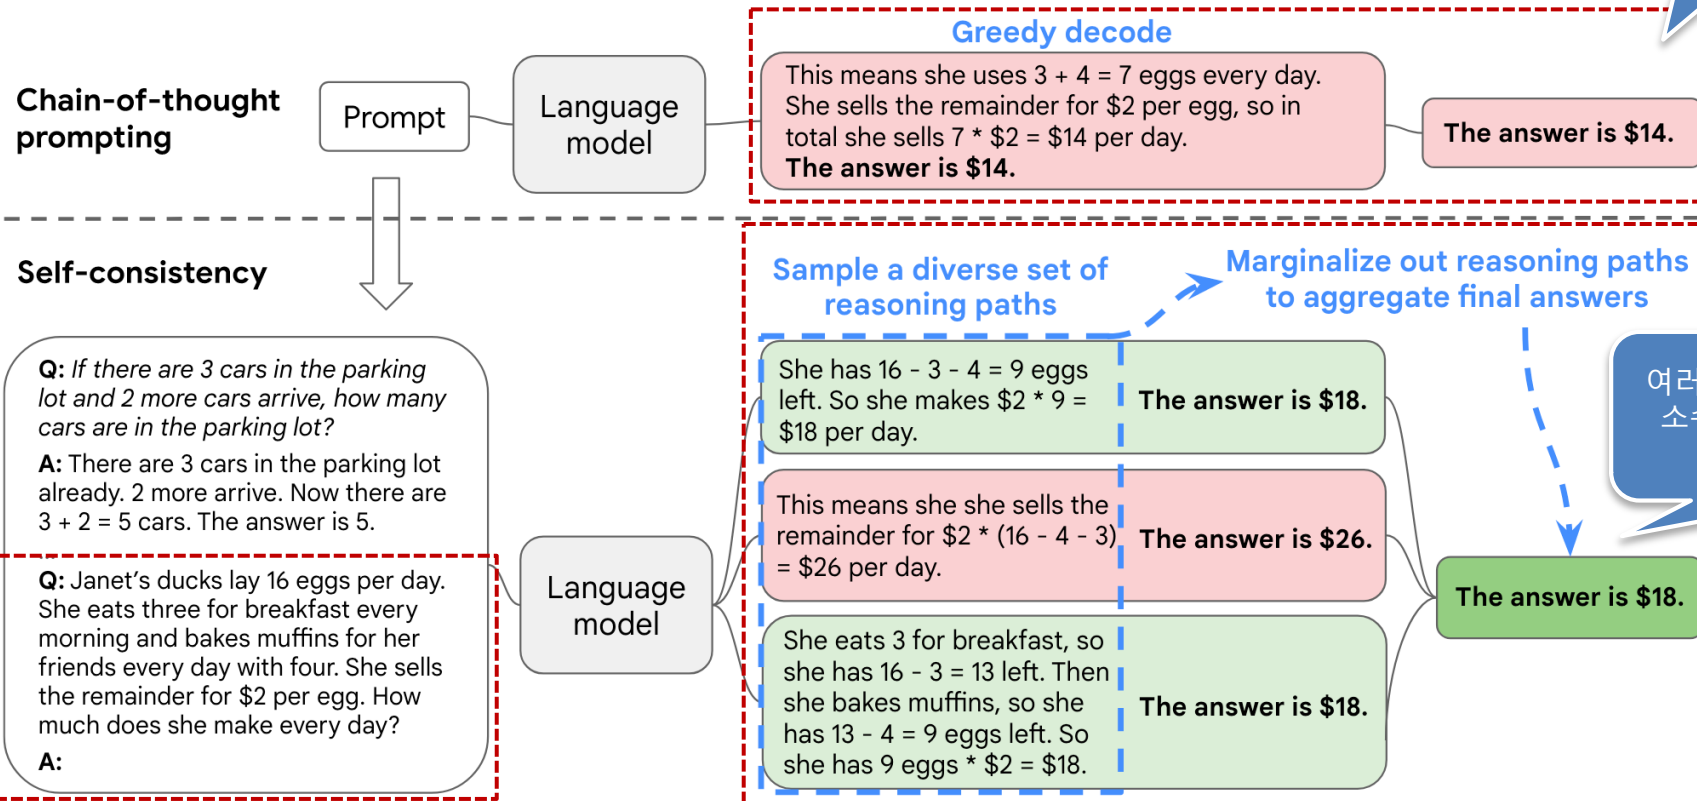 Greedy decode
Chain-of-thought
prompting
Prompt
Language
model
This means she uses 3 + 4 = 7 eggs every day.
She sells the remainder for $2 per egg, so in
total she sells 7 * $2 = $14 per day.
The answer is $14.
The answer is $14.
Self-consistency
Sample a diverse set of
reasoning paths
Marginalize out reasoning paths
to aggregate final answers
Q: If there are 3 cars in the parking
lot and 2 more cars arrive, how many
cars are in the parking lot?
A: There are 3 cars in the parking lot
already. 2 more arrive. Now there are
3 + 2 = 5 cars. The answer is 5.
Q: Janet's ducks lay 16 eggs per day.
She eats three for breakfast every
morning and bakes muffins for her
friends every day with four. She sells
the remainder for $2 per egg. How
much does she make every day?
A:
Language
model
She has 16 - 3 - 4 = 9 eggs
left. So she makes $2 * 9 =
$18 per day.
The answer is $18.
This means she she sells the
remainder for $2 * (16 - 4 - 3)
= $26 per day.
The answer is $26.
She eats 3 for breakfast, so
she has 16 - 3 = 13 left. Then
she bakes muffins, so she
has 13 - 4 = 9 eggs left. So
she has 9 eggs * $2 = $18.
The answer is $18.
The answer is $18.